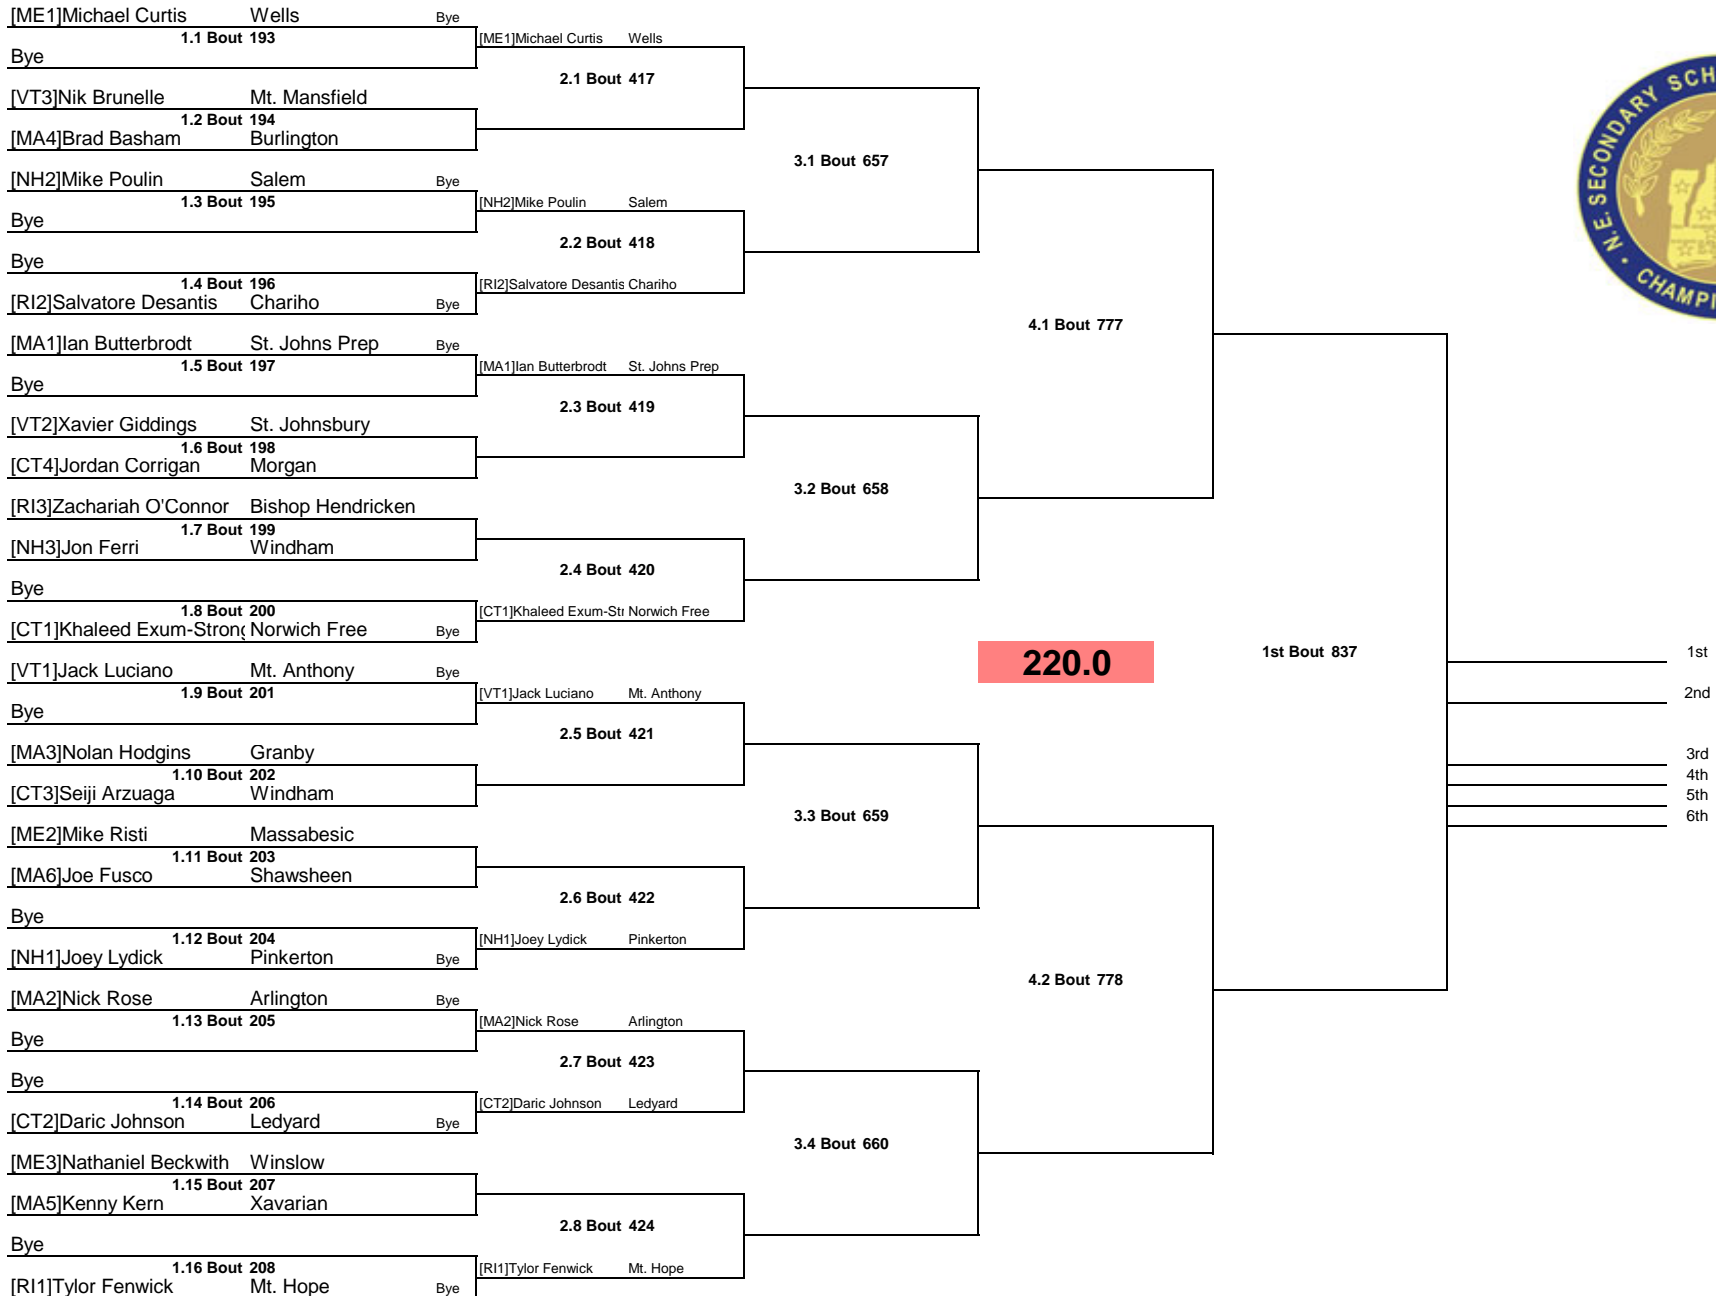 [ME1]Michael Curtis Wells Bye
1.1 Bout 193
Bye
[VT3]Nik Brunelle Mt. Mansfield
1.2 Bout 194
[MA4]Brad Basham Burlington
[NH2]Mike Poulin Salem Bye
1.3 Bout 195
Bye
Bye
1.4 Bout 196
[RI2]Salvatore Desantis Chariho Bye
[MA1]Ian Butterbrodt St. Johns Prep Bye
1.5 Bout 197
Bye
[VT2]Xavier Giddings St. Johnsbury
1.6 Bout 198
[CT4]Jordan Corrigan Morgan
[RI3]Zachariah O'Connor Bishop Hendricken
1.7 Bout 199
[NH3]Jon Ferri Windham
Bye
1.8 Bout 200
[CT1]Khaleed Exum-Strong Norwich Free Bye
[VT1]Jack Luciano Mt. Anthony Bye
1.9 Bout 201
Bye
[MA3]Nolan Hodgins Granby
1.10 Bout 202
[CT3]Seiji Arzuaga Windham
[ME2]Mike Risti Massabesic
1.11 Bout 203
[MA6]Joe Fusco Shawsheen
Bye
1.12 Bout 204
[NH1]Joey Lydick Pinkerton Bye
[MA2]Nick Rose Arlington Bye
1.13 Bout 205
Bye
Bye
1.14 Bout 206
[CT2]Daric Johnson Ledyard Bye
[ME3]Nathaniel Beckwith Winslow
1.15 Bout 207
[MA5]Kenny Kern Xavarian
Bye
1.16 Bout 208
[RI1]Tylor Fenwick Mt. Hope Bye
[ME1]Michael Curtis Wells
2.1 Bout 417
[NH2]Mike Poulin Salem
2.2 Bout 418
[RI2]Salvatore Desantis Chariho
[MA1]Ian Butterbrodt St. Johns Prep
2.3 Bout 419
2.4 Bout 420
[CT1]Khaleed Exum-Str Norwich Free
[VT1]Jack Luciano Mt. Anthony
2.5 Bout 421
2.6 Bout 422
[NH1]Joey Lydick Pinkerton
[MA2]Nick Rose Arlington
2.7 Bout 423
[CT2]Daric Johnson Ledyard
2.8 Bout 424
[RI1]Tylor Fenwick Mt. Hope
3.1 Bout 657
3.2 Bout 658
3.3 Bout 659
3.4 Bout 660
4.1 Bout 777
220.0
4.2 Bout 778
1st Bout 837
1st
2nd
3rd
4th
5th
6th
N.E. SECONDARY SCH
CHAMPI